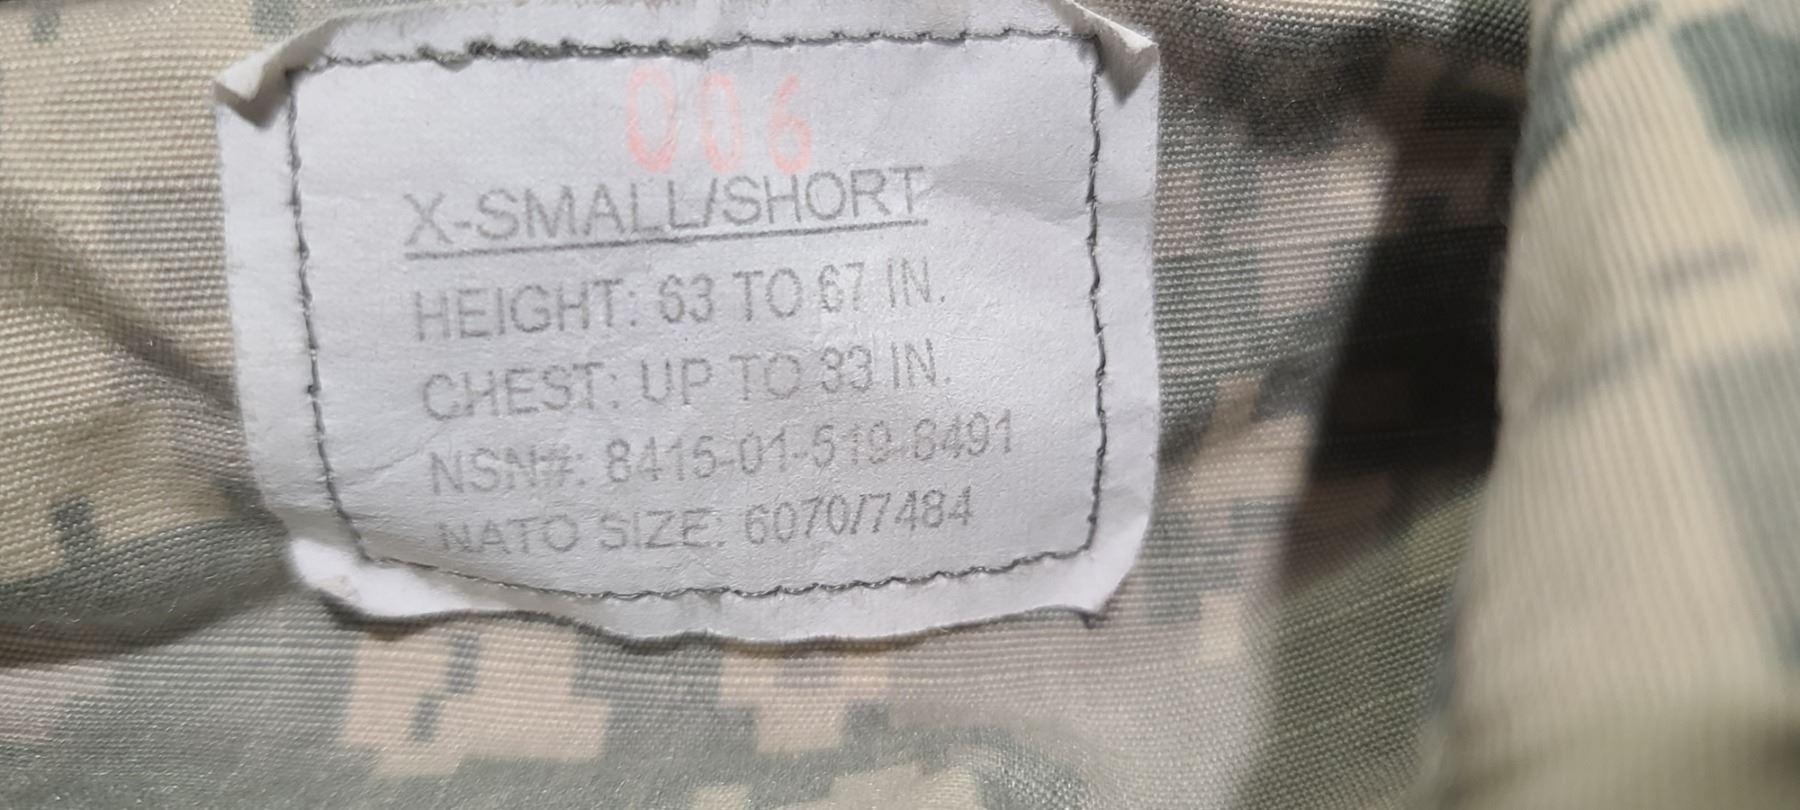 006
X-SMALL/SHORT
HEIGHT: 63 TO 67 IN.
CHEST: UP TO 33 IN.
NSN#: 8415-01-519-8491
NATO SIZE: 6070/7484